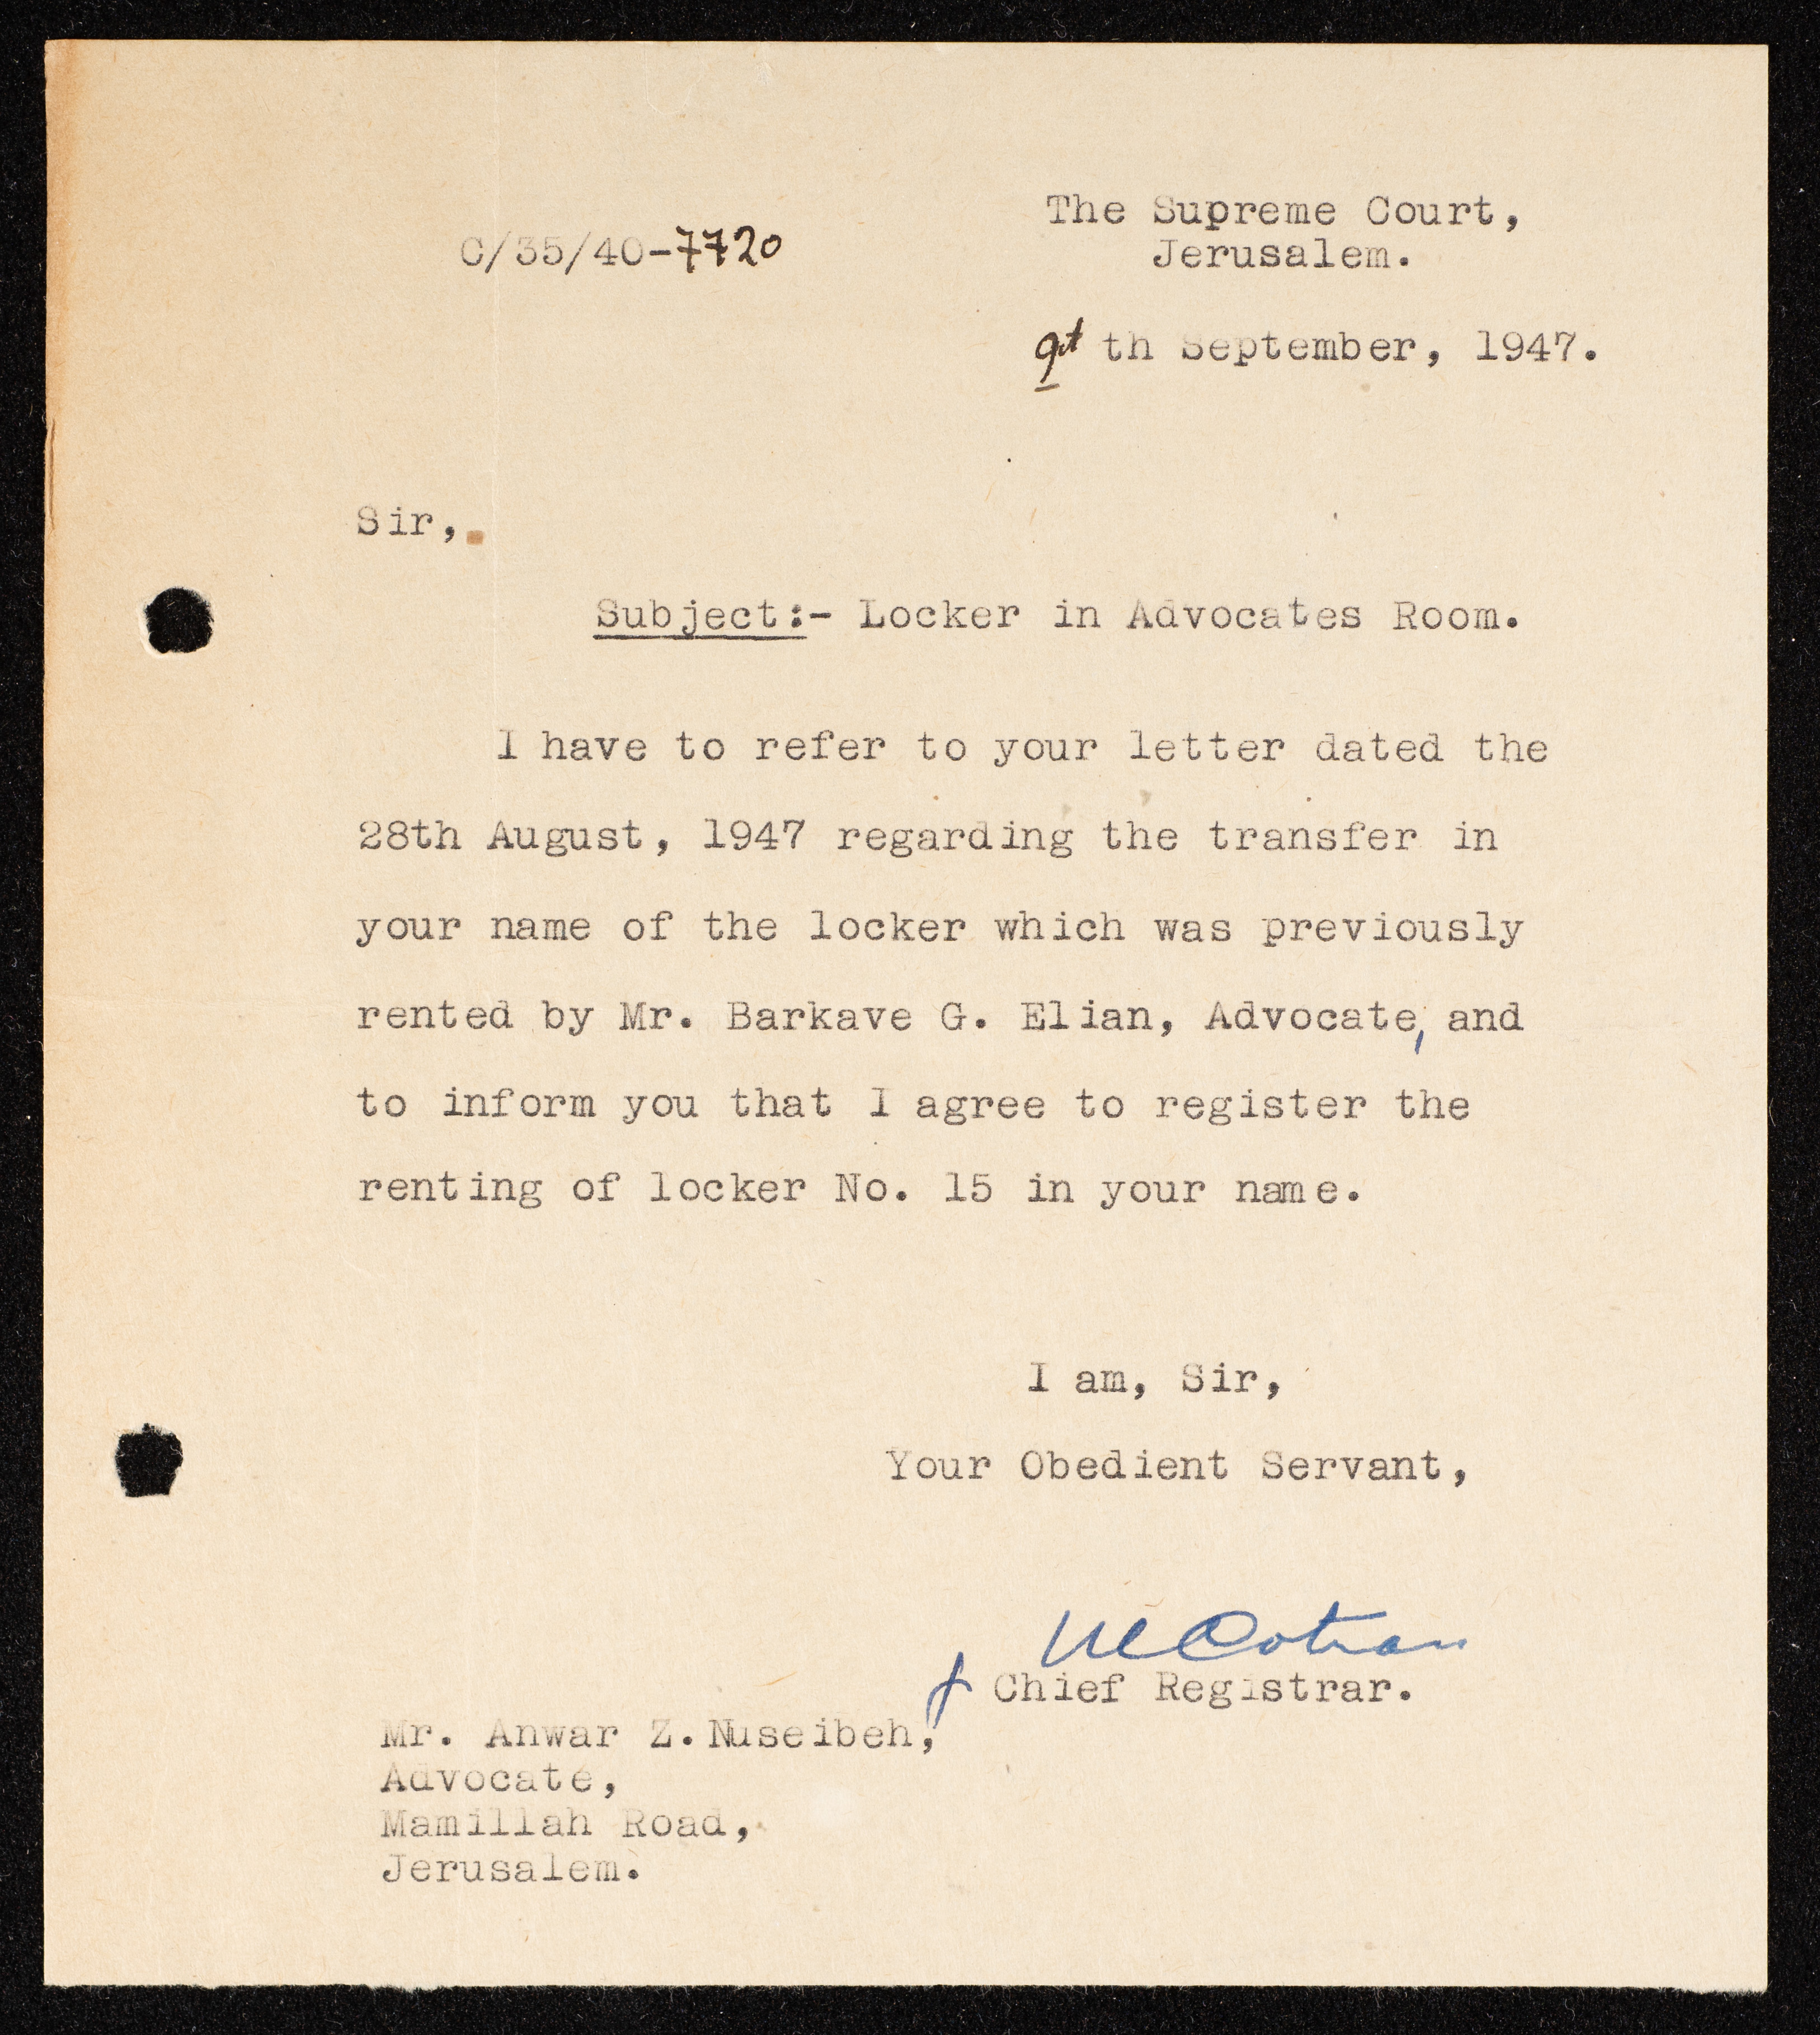 The Supreme Court,
Jerusalem.
C/35/40-7720
9th September, 1947.
Sir,
Subject:- Locker in Advocates Room.
I have to refer to your letter dated the
28th August, 1947 regarding the transfer in
your name of the locker which was previously
rented by Mr. Barkave G. Elian, Advocate, and
to inform you that I agree to register the
renting of locker No. 15 in your name.
I am, Sir,
Your Obedient Servant,
Chief Registrar.
Mr. Anwar Z. Nuseibeh,
Advocate,
Mamillah Road,
Jerusalem.